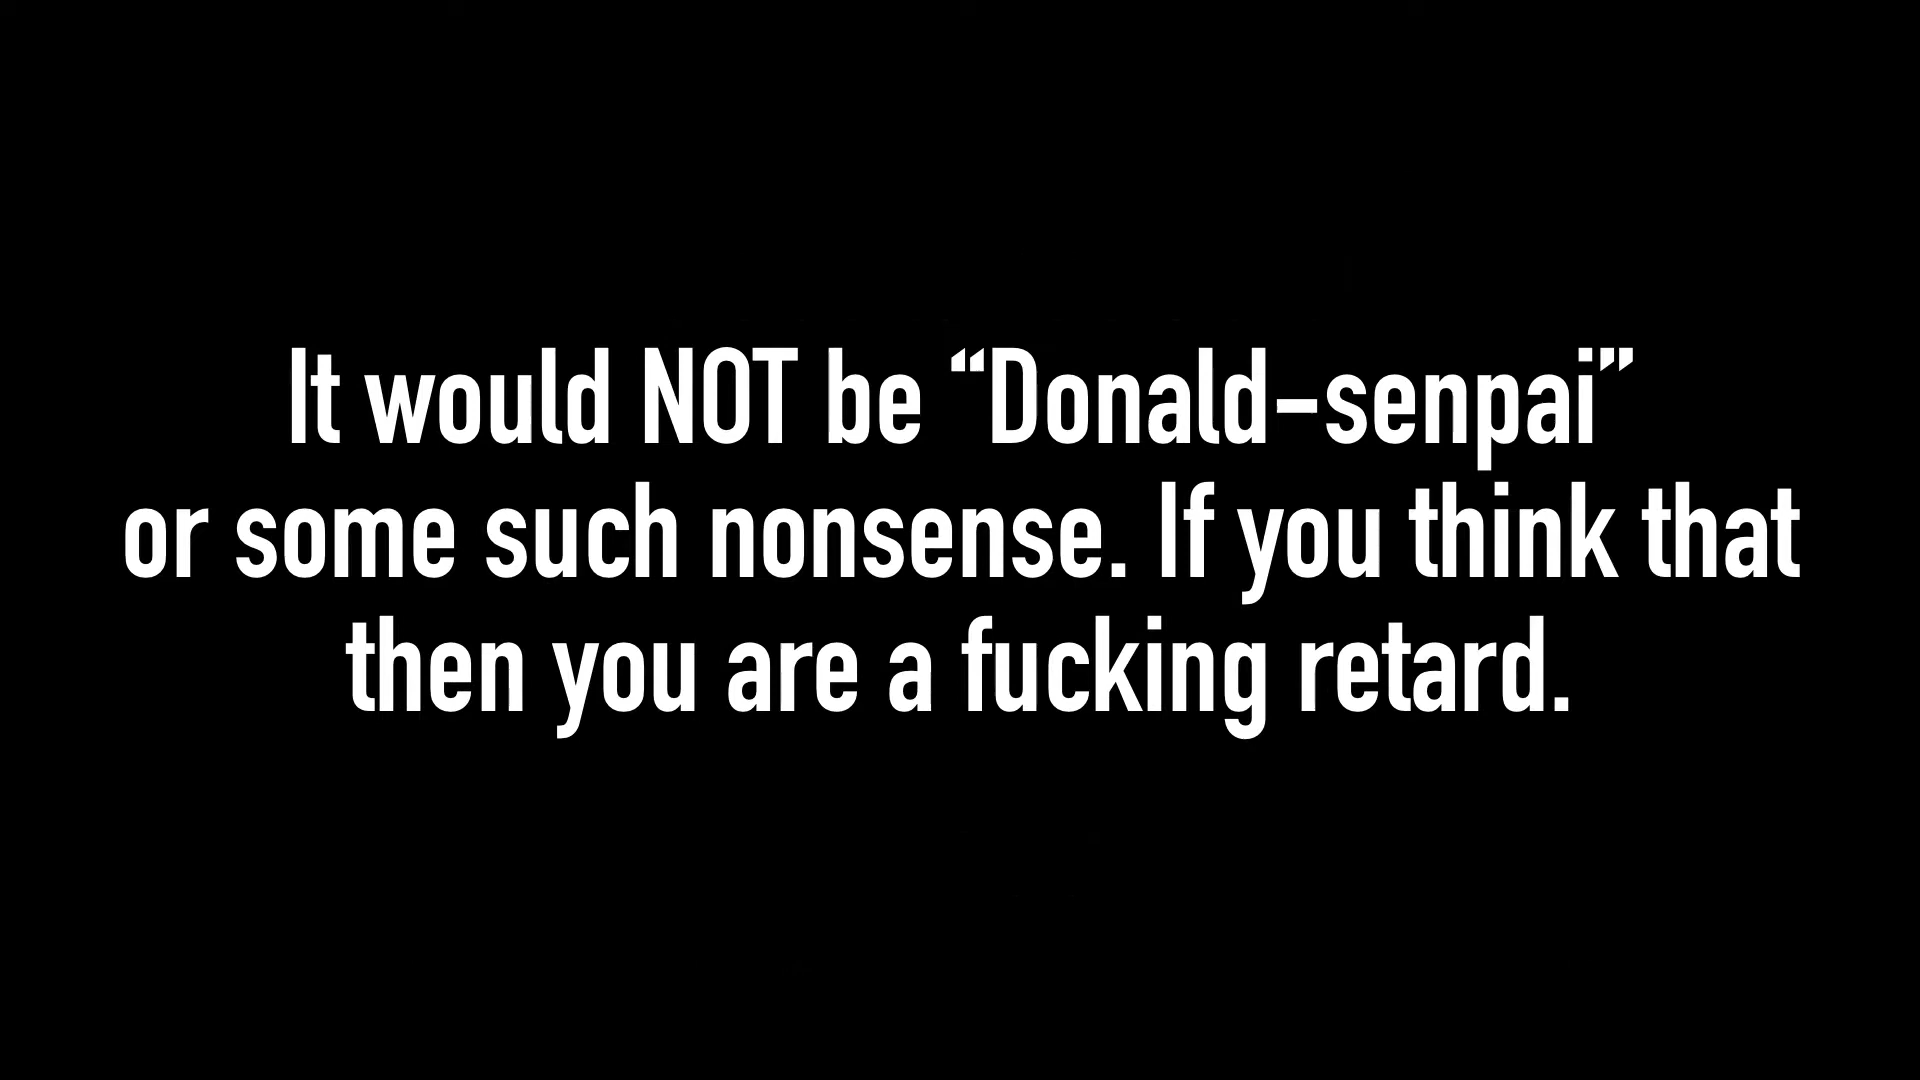 It would NOT be “Donald-senpai”
or some such nonsense. If you think that
then you are a fucking retard.